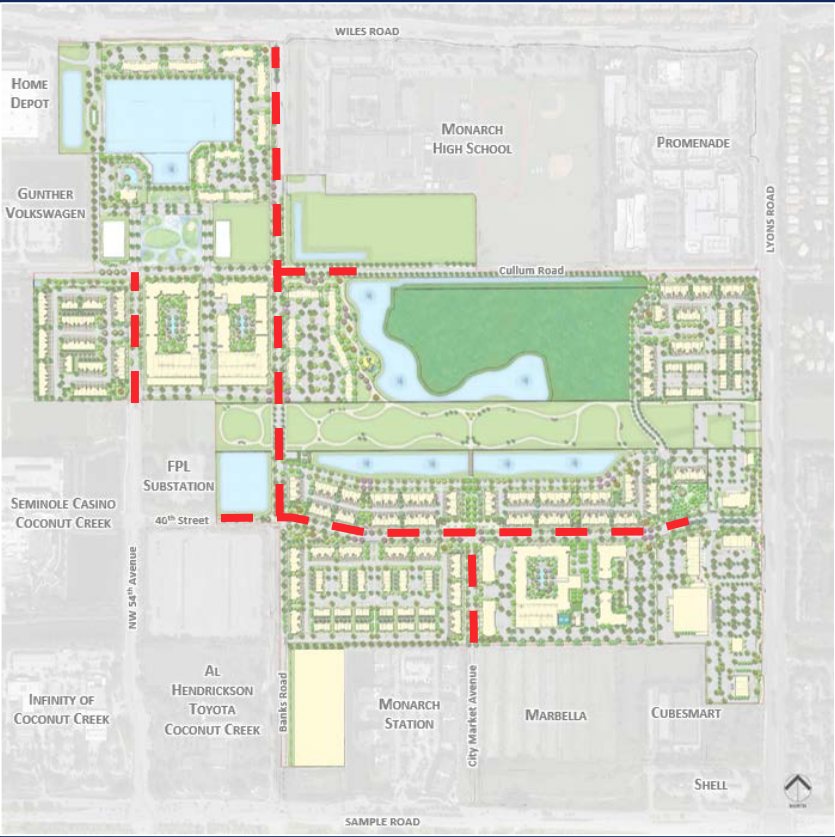 WILES ROAD
HOME
DEPOT
MONARCH
HIGH SCHOOL
PROMENADE
GUNTHER
VOLKSWAGEN
LYONS ROAD
Cullum Road
FPL
SUBSTATION
SEMINOLE CASINO
COCONUT CREEK
40th Street
NW 54th Avenue
AL
HENDRICKSON
TOYOTA
COCONUT CREEK
INFINITY OF
COCONUT CREEK
Banks Road
MONARCH
STATION
City Market Avenue
MARBELLA
CUBESMART
SHELL
NORTH
SAMPLE ROAD